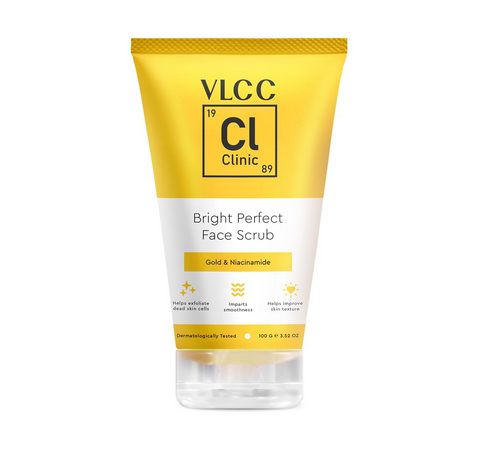 VLCC
19
Cl
Clinic
89
Bright Perfect
Face Scrub
Gold & Niacinamide
Helps exfoliate
dead skin cells
Imparts
smoothness
Helps improve
skin texture
Dermatologically Tested
100 G ℮ 3.52 OZ